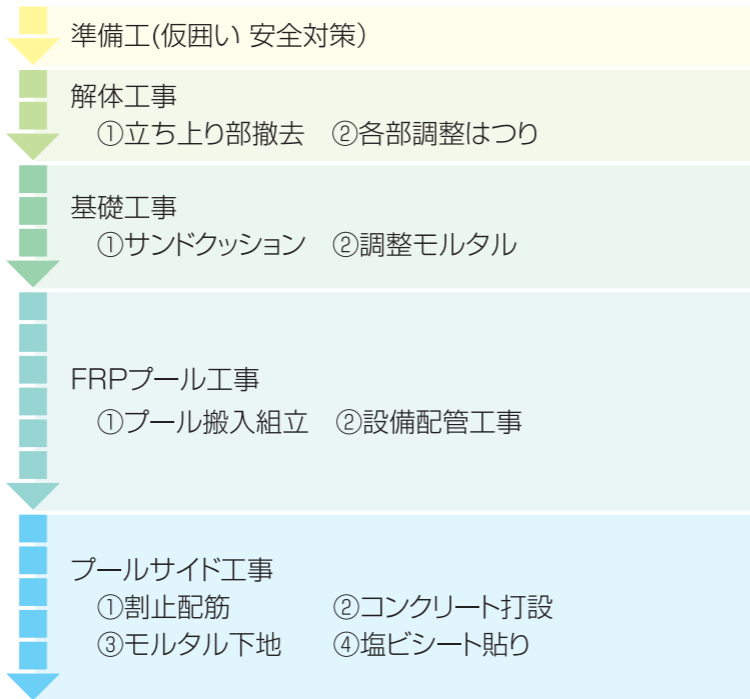 準備工(仮囲い 安全対策)
解体工事
①立ち上り部撤去 ②各部調整はつり
基礎工事
①サンドクッション ②調整モルタル
FRPプール工事
①プール搬入組立 ②設備配管工事
プールサイド工事
①割止配筋 ②コンクリート打設
③モルタル下地 ④塩ビシート貼り